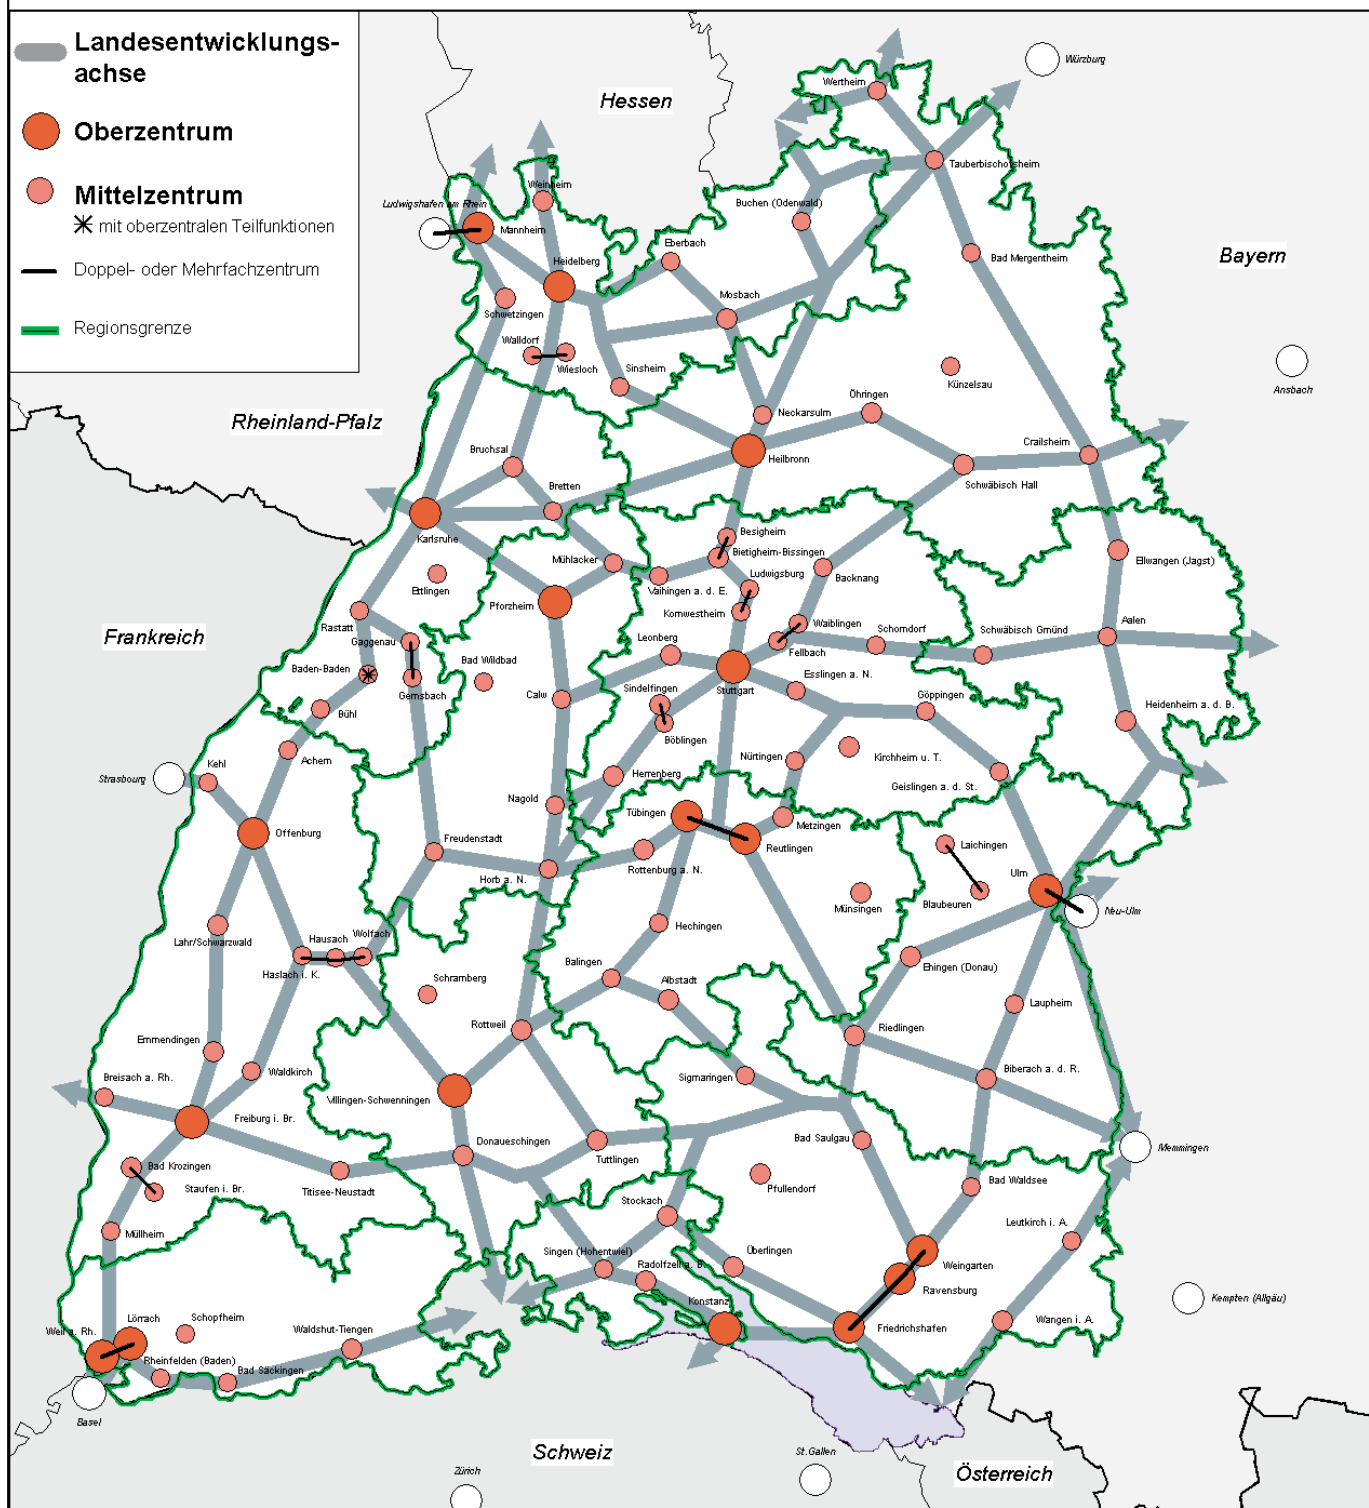 Landesentwicklungs-
achse
Oberzentrum
Mittelzentrum
mit oberzentralen Teilfunktionen
Doppel- oder Mehrfachzentrum
Regionsgrenze
Würzburg
Wertheim
Hessen
Tauberbischofsheim
Weinheim
Ludwigshafen am Rhein
Mannheim
Buchen (Odenwald)
Eberbach
Bad Mergentheim
Bayern
Heidelberg
Mosbach
Schwetzingen
Walldorf
Wiesloch
Sinsheim
Künzelsau
Ansbach
Öhringen
Neckarsulm
Rheinland-Pfalz
Crailsheim
Bruchsal
Heilbronn
Bretten
Schwäbisch Hall
Karlsruhe
Besigheim
Bietigheim-Bissingen
Mühlacker
Ellwangen (Jagst)
Ludwigsburg
Backnang
Ettlingen
Vaihingen a. d. E.
Pforzheim
Kornwestheim
Rastatt
Waiblingen
Aalen
Frankreich
Gaggenau
Leonberg
Schorndorf
Schwäbisch Gmünd
Fellbach
Baden-Baden
Bad Wildbad
Esslingen a. N.
Gernsbach
Sindelfingen
Stuttgart
Calw
Göppingen
Bühl
Heidenheim a. d. B.
Böblingen
Achern
Nürtingen
Kirchheim u. T.
Kehl
Strasbourg
Herrenberg
Geislingen a. d. St.
Nagold
Tübingen
Metzingen
Offenburg
Freudenstadt
Reutlingen
Laichingen
Rottenburg a. N.
Ulm
Horb a. N.
Münsingen
Blaubeuren
Neu-Ulm
Hechingen
Lahr/Schwarzwald
Hausach
Wolfach
Haslach i. K.
Balingen
Ehingen (Donau)
Schramberg
Albstadt
Laupheim
Rottweil
Riedlingen
Emmendingen
Biberach a. d. R.
Waldkirch
Breisach a. Rh.
Sigmaringen
Villingen-Schwenningen
Freiburg i. Br.
Donaueschingen
Bad Saulgau
Memmingen
Tuttlingen
Bad Krozingen
Pfullendorf
Bad Waldsee
Staufen i. Br.
Titisee-Neustadt
Stockach
Leutkirch i. A.
Müllheim
Singen (Hohentwiel)
Überlingen
Radolfzell a. B.
Weingarten
Ravensburg
Kempten (Allgäu)
Konstanz
Schopfheim
Lörrach
Wangen i. A.
Waldshut-Tiengen
Friedrichshafen
Weil a. Rh.
Rheinfelden (Baden)
Bad Säckingen
Basel
Schweiz
St.Gallen
Zürich
Österreich